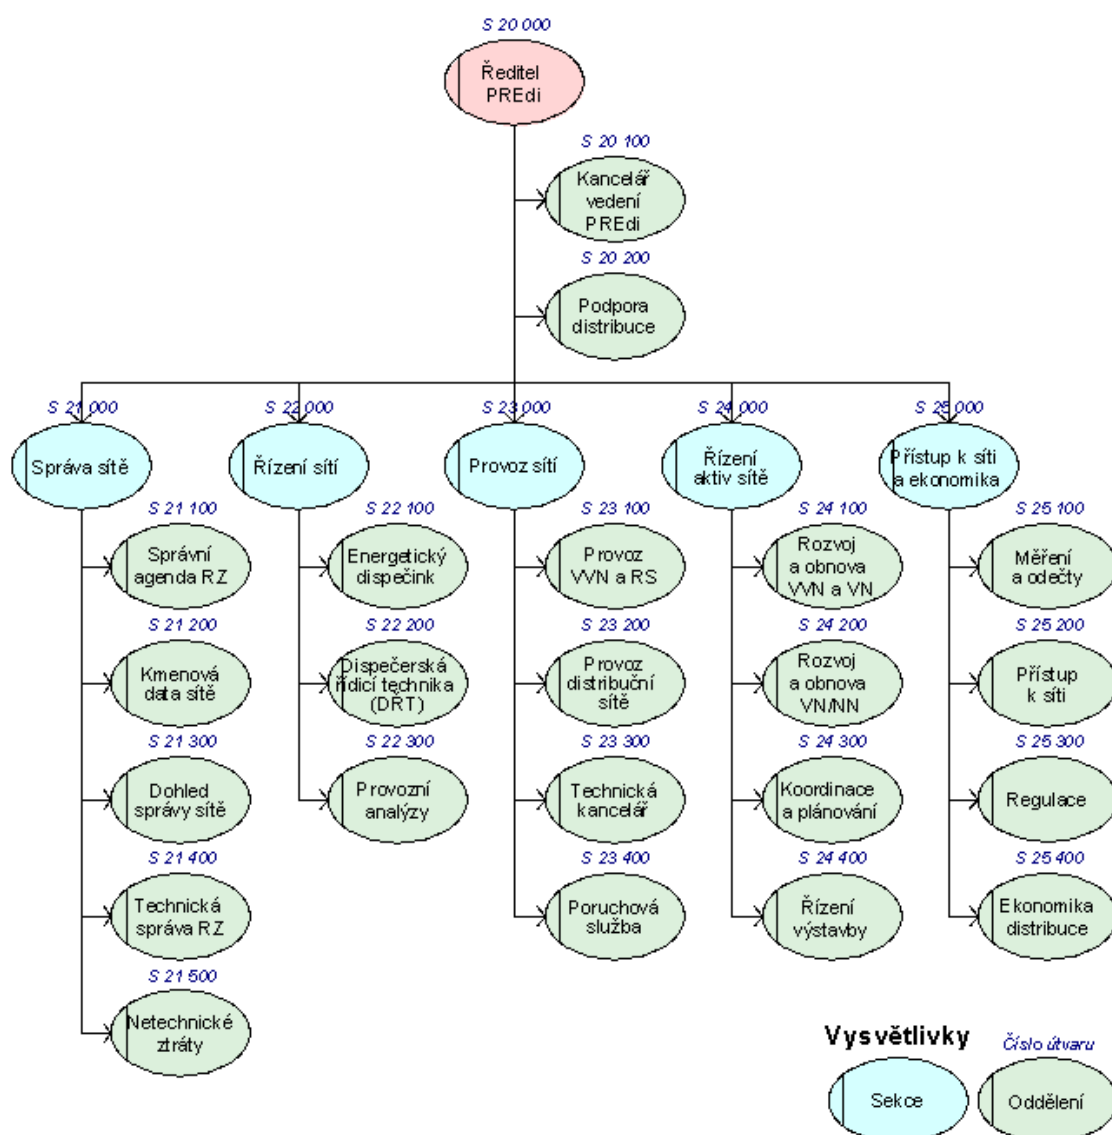 S 20 000
Ředitel
PREdi
S 20 100
Kancelář
vedení
PREdi
S 20 200
Podpora
distribuce
S 21 000
Správa sítě
S 22 000
Řízení sítí
S 23 000
Provoz sítí
S 24 000
Řízení
aktiv sítě
S 25 000
Přístup k síti
a ekonomika
S 21 100
Správní
agenda RZ
S 21 200
Kmenová
data sítě
S 21 300
Dohled
správy sítě
S 21 400
Technická
správa RZ
S 21 500
Netechnické
ztráty
S 22 100
Energetický
dispečink
S 22 200
Dispečerská
řídicí technika
(DŘT)
S 22 300
Provozní
analýzy
S 23 100
Provoz
VVN a RS
S 23 200
Provoz
distribuční
sítě
S 23 300
Technická
kancelář
S 23 400
Poruchová
služba
S 24 100
Rozvoj
a obnova
VVN a VN
S 24 200
Rozvoj
a obnova
VN/NN
S 24 300
Koordinace
a plánování
S 24 400
Řízení
výstavby
S 25 100
Měření
a odečty
S 25 200
Přístup
k síti
S 25 300
Regulace
S 25 400
Ekonomika
distribuce
Vysvětlivky
Číslo útvaru
Sekce
Oddělení